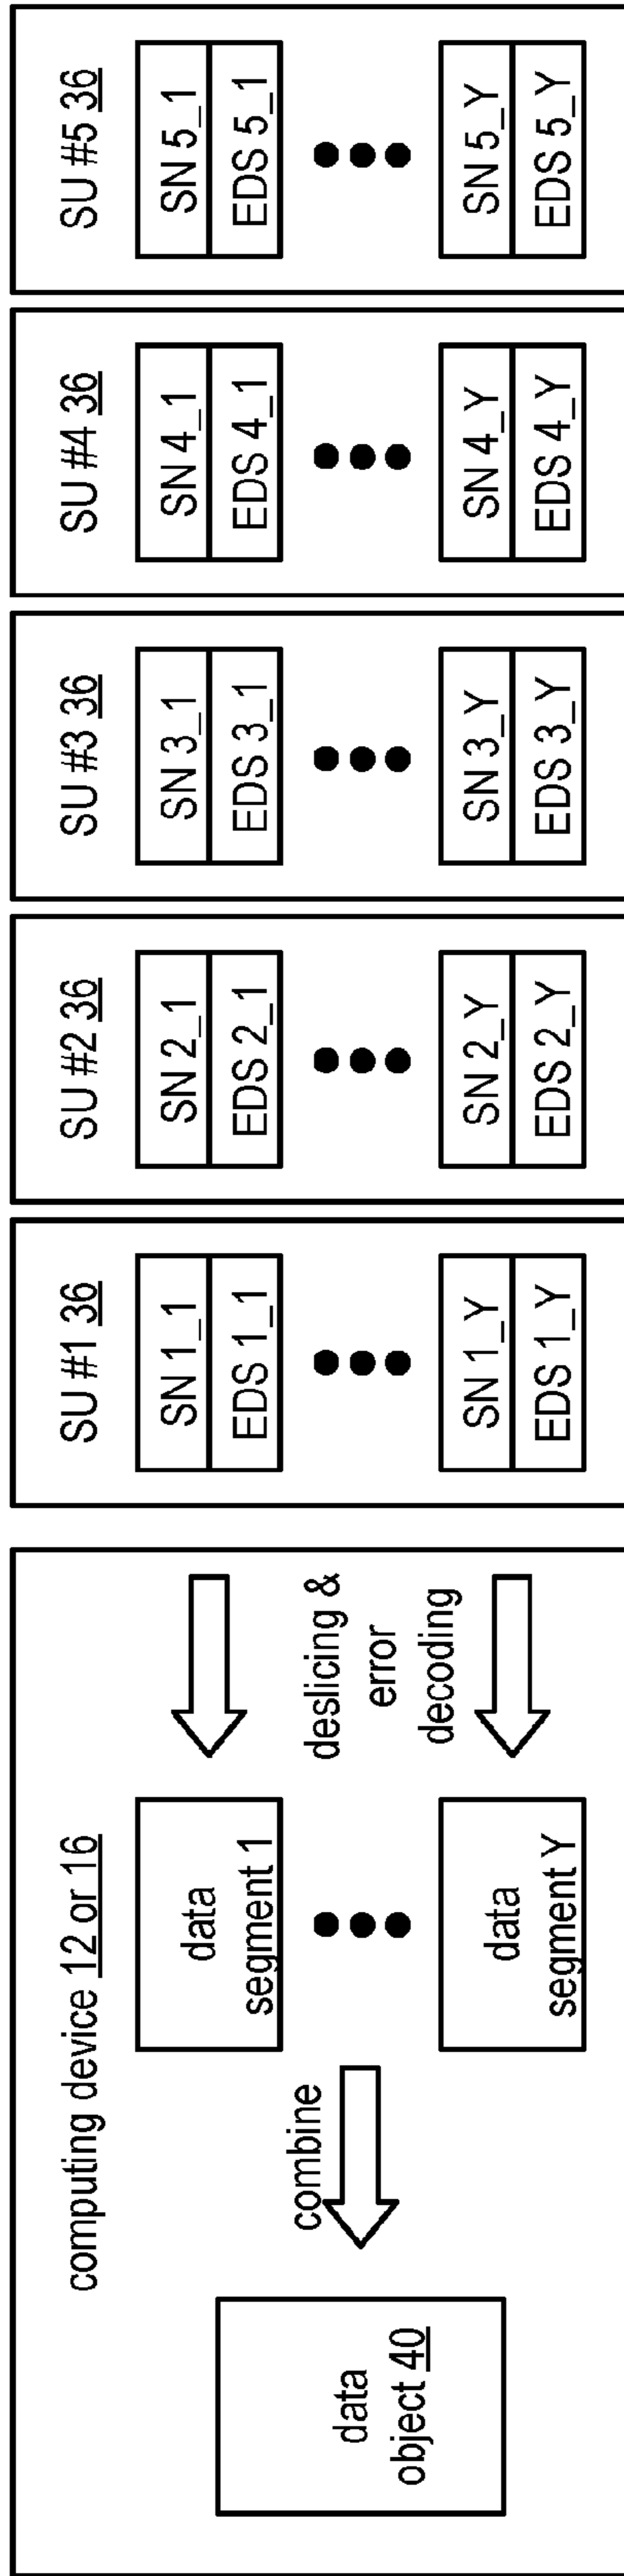 computing device 12 or 16
data
object 40
combine
data
segment 1
data
segment Y
deslicing &
error
decoding
SU #1 36
SN 1_1
EDS 1_1
SN 1_Y
EDS 1_Y
SU #2 36
SN 2_1
EDS 2_1
SN 2_Y
EDS 2_Y
SU #3 36
SN 3_1
EDS 3_1
SN 3_Y
EDS 3_Y
SU #4 36
SN 4_1
EDS 4_1
SN 4_Y
EDS 4_Y
SU #5 36
SN 5_1
EDS 5_1
SN 5_Y
EDS 5_Y